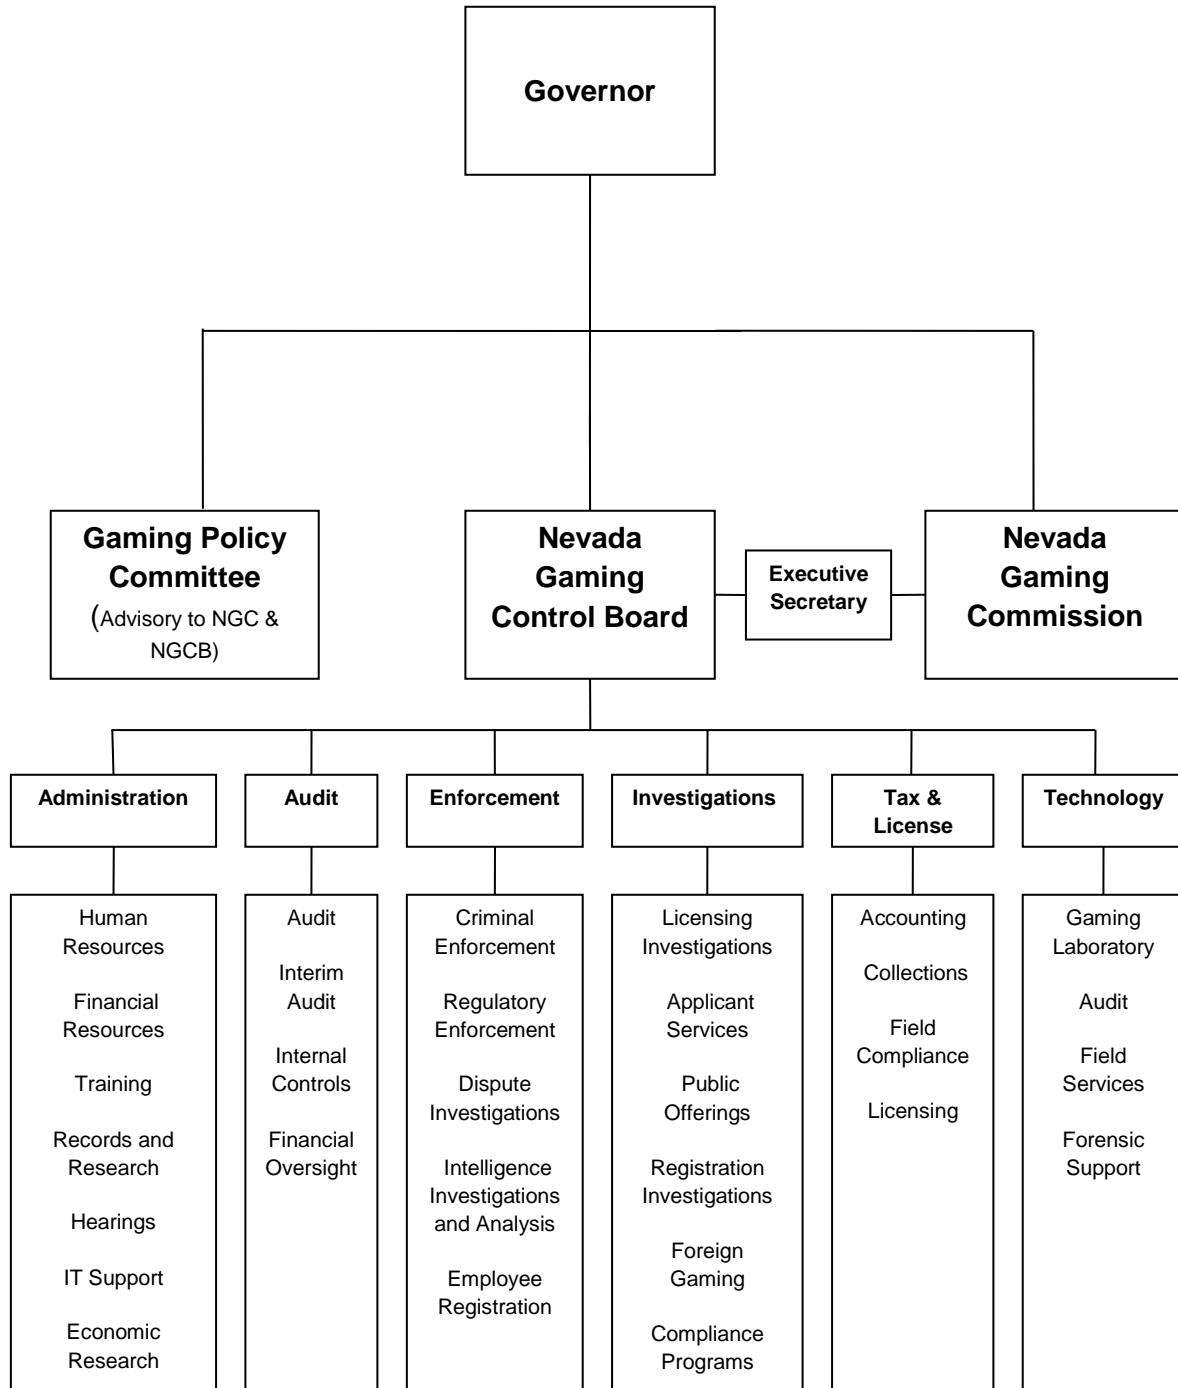 Governor
Gaming Policy
Committee
(Advisory to NGC &
NGCB)
Nevada
Gaming
Control Board
Executive
Secretary
Nevada
Gaming
Commission
Administration
Audit
Enforcement
Investigations
Tax &
License
Technology
Human
Resources
Financial
Resources
Training
Records and
Research
Hearings
IT Support
Economic
Research
Audit
Interim
Audit
Internal
Controls
Financial
Oversight
Criminal
Enforcement
Regulatory
Enforcement
Dispute
Investigations
Intelligence
Investigations
and Analysis
Employee
Registration
Licensing
Investigations
Applicant
Services
Public
Offerings
Registration
Investigations
Foreign
Gaming
Compliance
Programs
Accounting
Collections
Field
Compliance
Licensing
Gaming
Laboratory
Audit
Field
Services
Forensic
Support